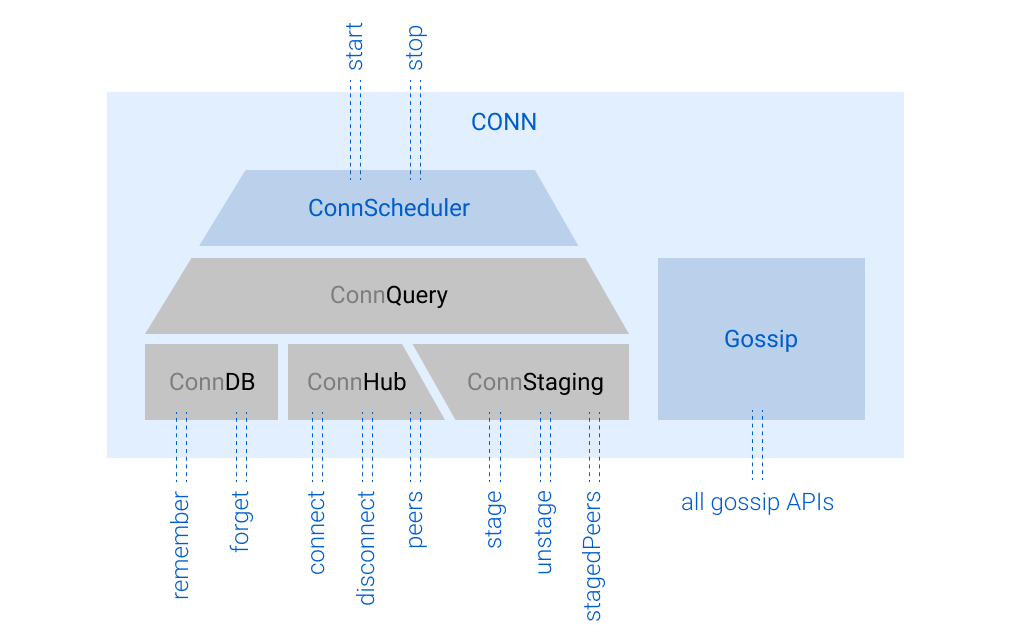 start
stop
CONN
ConnScheduler
ConnQuery
Gossip
ConnDB
ConnHub
ConnStaging
remember
forget
connect
disconnect
peers
stage
unstage
stagedPeers
all gossip APIs